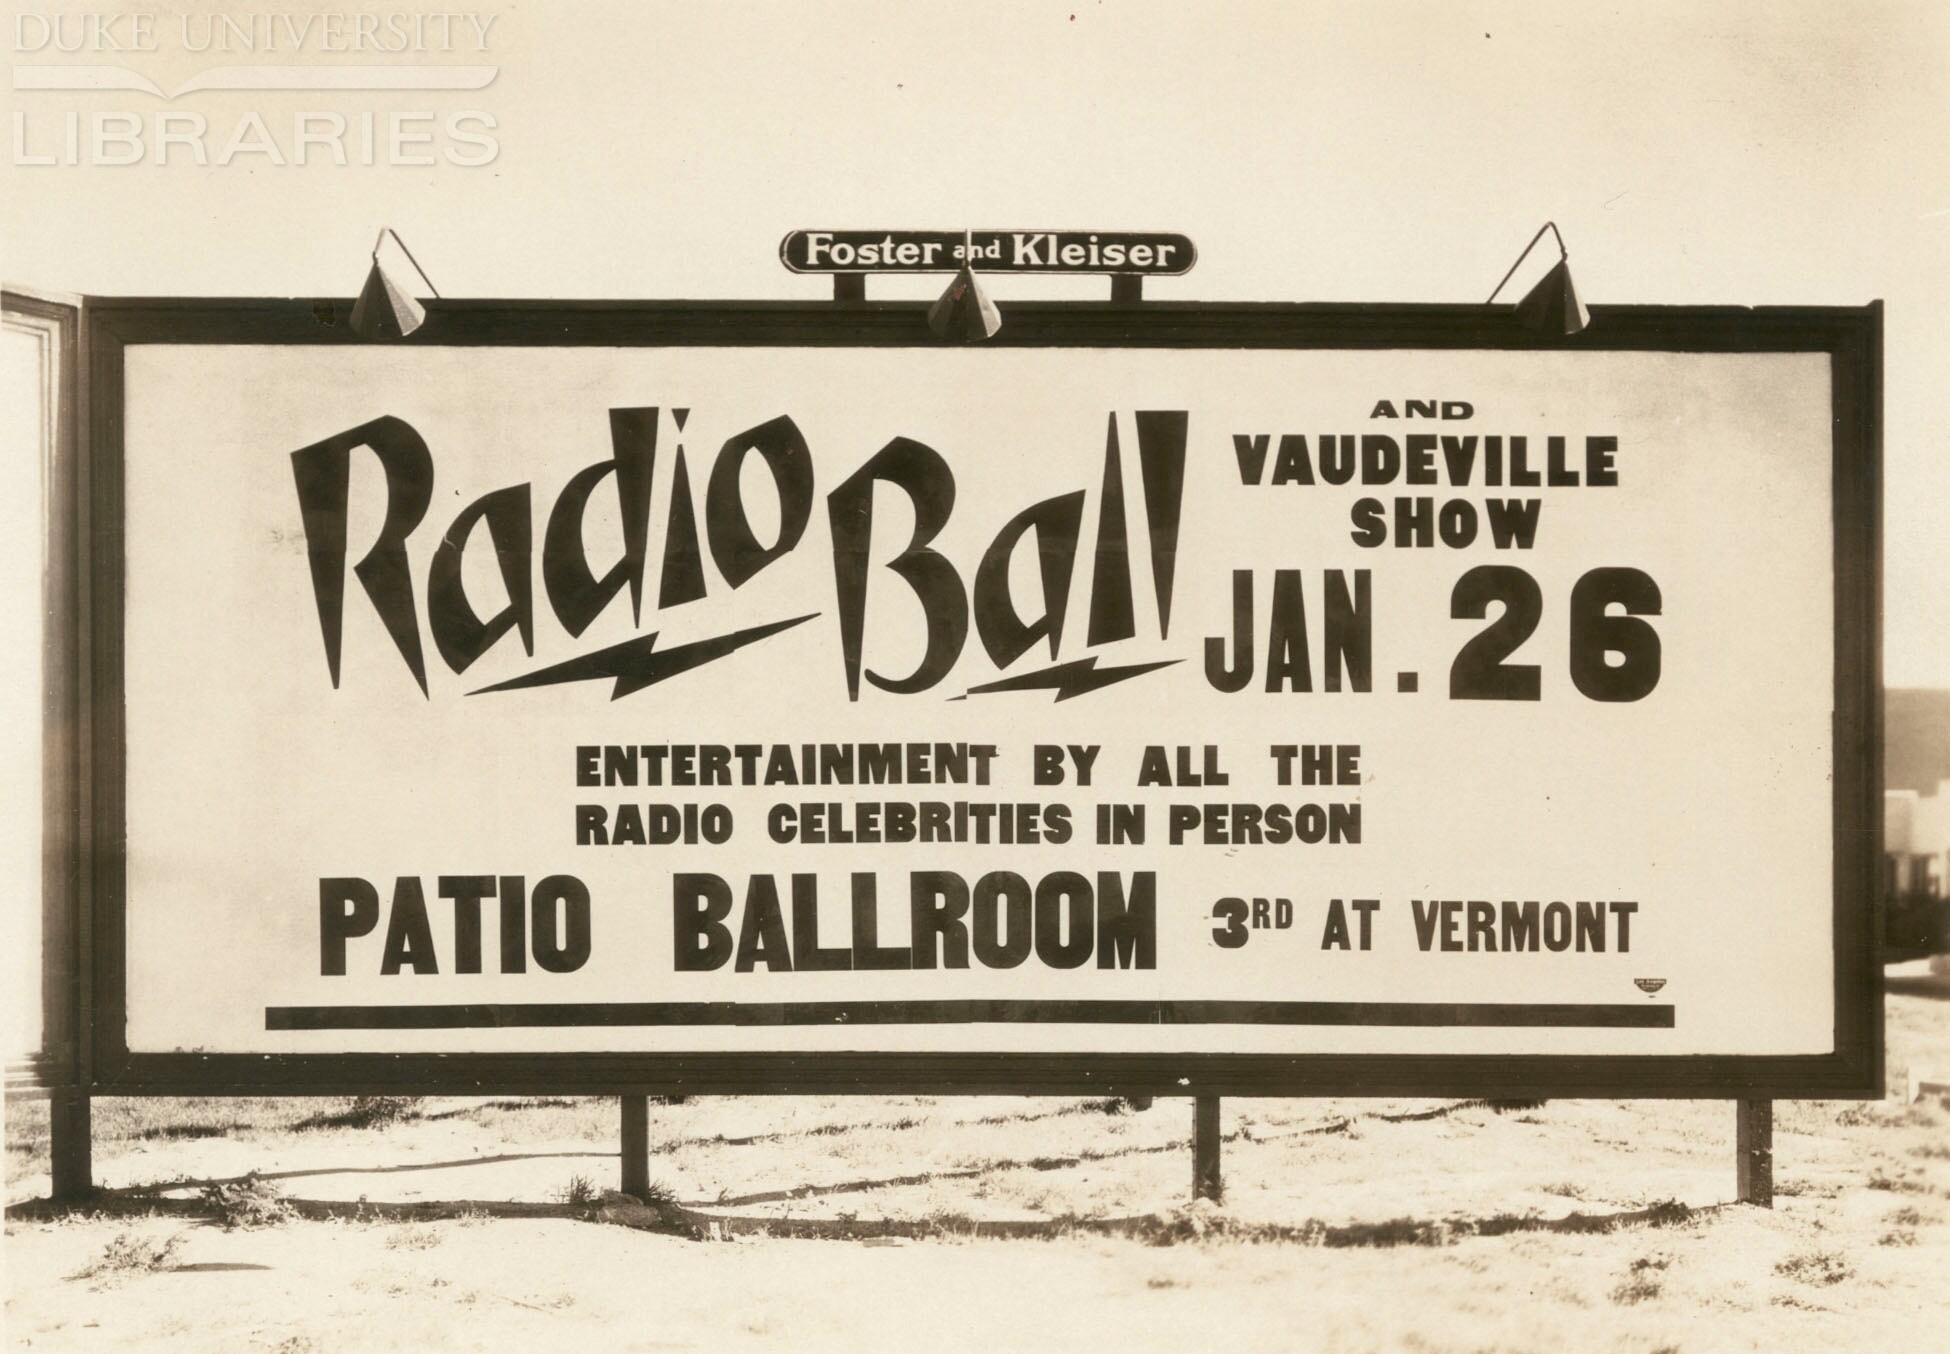 DUKE UNIVERSITY
LIBRARIES
Foster and Kleiser
Radio Ball
AND
VAUDEVILLE
SHOW
JAN. 26
ENTERTAINMENT BY ALL THE
RADIO CELEBRITIES IN PERSON
PATIO BALLROOM 3RD AT VERMONT